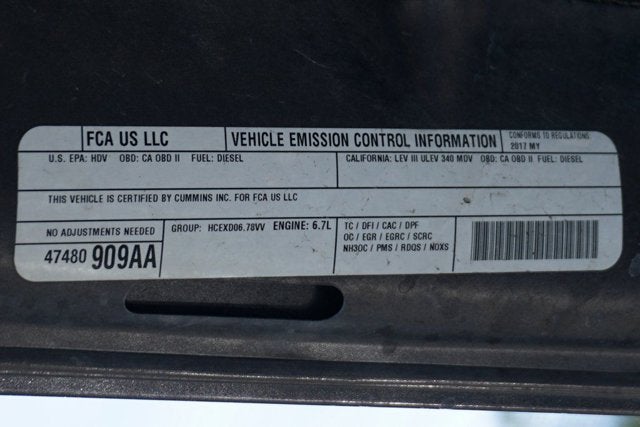 FCA US LLC
VEHICLE EMISSION CONTROL INFORMATION
CONFORMS TO REGULATIONS:
2017 MY
U.S. EPA: HDV OBD: CA OBD II FUEL: DIESEL
CALIFORNIA: LEV III ULEV 340 MDV OBD: CA OBD II FUEL: DIESEL
THIS VEHICLE IS CERTIFIED BY CUMMINS INC. FOR FCA US LLC
NO ADJUSTMENTS NEEDED
47480 909AA
GROUP: HCEXD06.78VV ENGINE: 6.7L
TC / DFI / CAC / DPF
OC / EGR / EGRC / SCRC
NH3OC / PMS / RDQS / NOXS